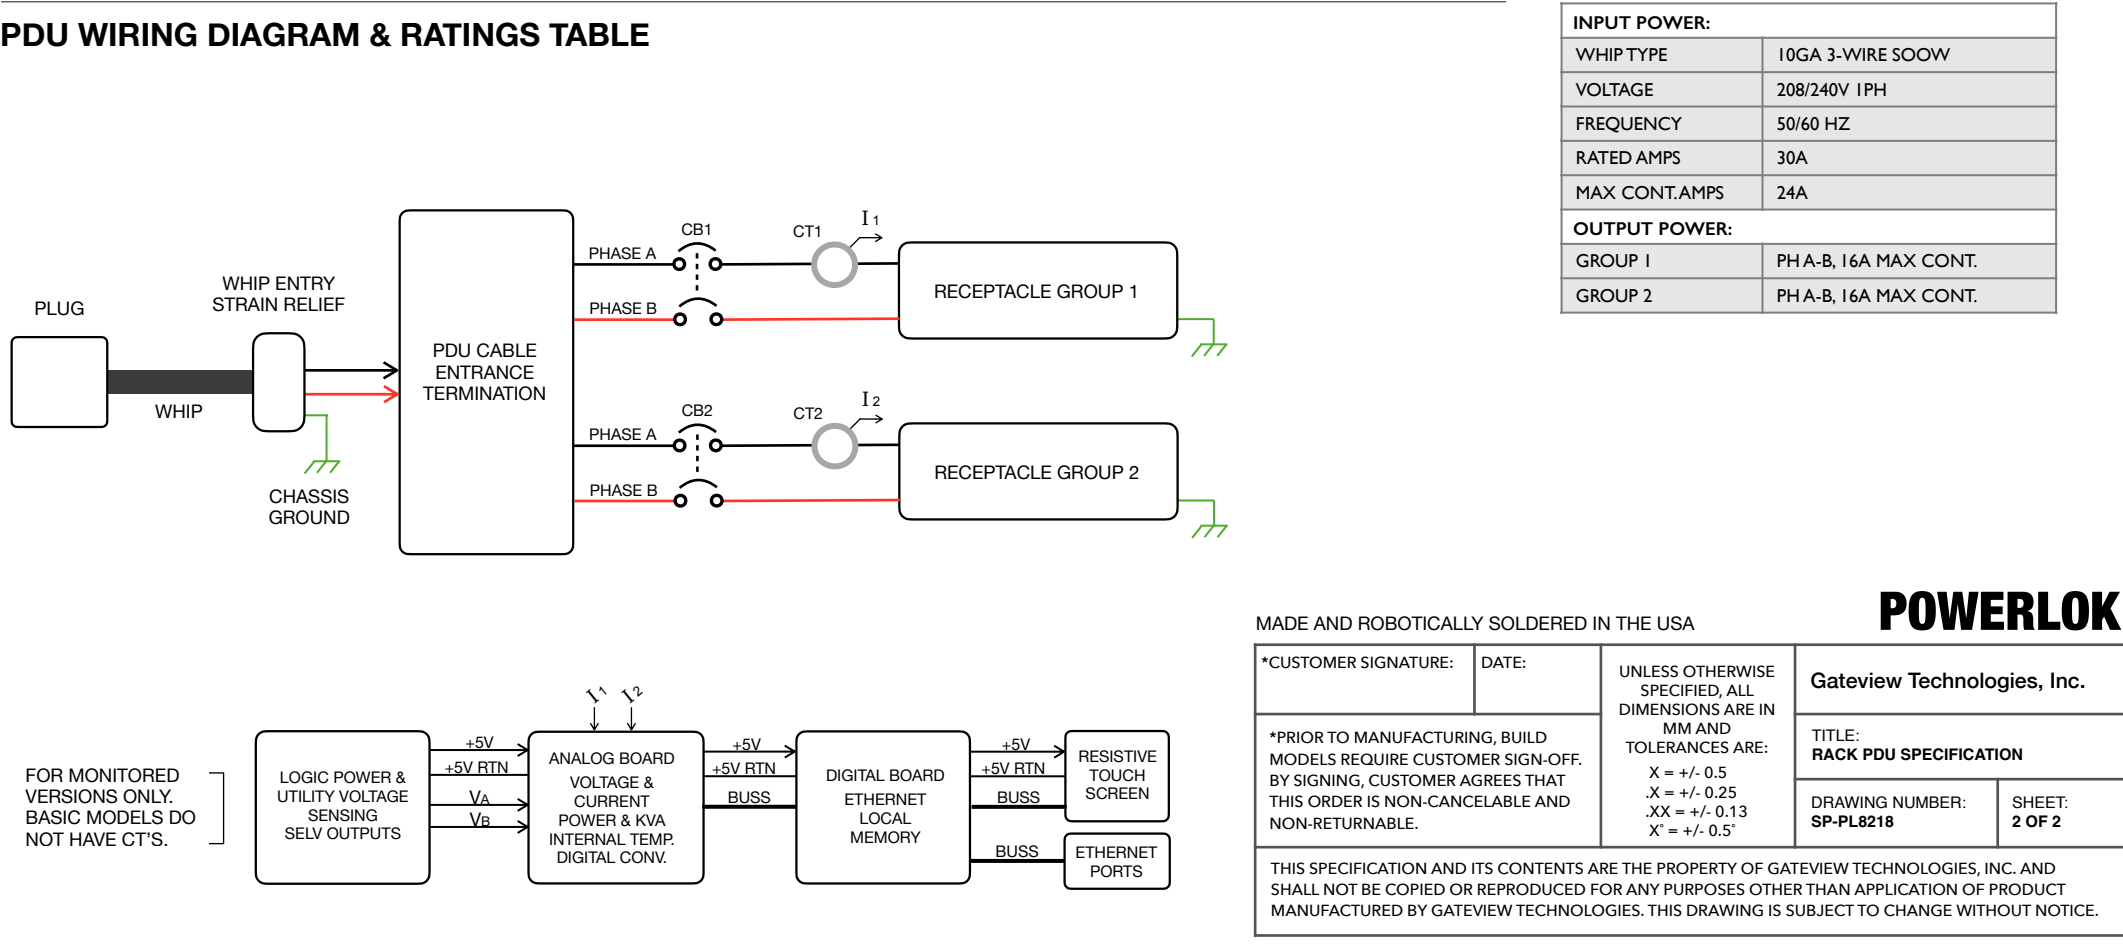 PDU WIRING DIAGRAM & RATINGS TABLE
INPUT POWER:
WHIP TYPE 10GA 3-WIRE SOOW
VOLTAGE 208/240V 1PH
FREQUENCY 50/60 HZ
RATED AMPS 30A
MAX CONT. AMPS 24A
OUTPUT POWER:
GROUP 1 PH A-B, 16A MAX CONT.
GROUP 2 PH A-B, 16A MAX CONT.
PLUG
WHIP
WHIP ENTRY
STRAIN RELIEF
CHASSIS
GROUND
PDU CABLE
ENTRANCE
TERMINATION
PHASE A
CB1
CT1
I 1
PHASE B
RECEPTACLE GROUP 1
PHASE A
CB2
CT2
I 2
PHASE B
RECEPTACLE GROUP 2
FOR MONITORED
VERSIONS ONLY.
BASIC MODELS DO
NOT HAVE CT'S.
LOGIC POWER &
UTILITY VOLTAGE
SENSING
SELV OUTPUTS
+5V
+5V RTN
VA
VB
I 1
I 2
ANALOG BOARD
VOLTAGE &
CURRENT
POWER & KVA
INTERNAL TEMP.
DIGITAL CONV.
+5V
+5V RTN
BUSS
DIGITAL BOARD
ETHERNET
LOCAL
MEMORY
+5V
+5V RTN
BUSS
BUSS
RESISTIVE
TOUCH
SCREEN
ETHERNET
PORTS
MADE AND ROBOTICALLY SOLDERED IN THE USA
POWERLOK
*CUSTOMER SIGNATURE:
DATE:
*PRIOR TO MANUFACTURING, BUILD
MODELS REQUIRE CUSTOMER SIGN-OFF.
BY SIGNING, CUSTOMER AGREES THAT
THIS ORDER IS NON-CANCELABLE AND
NON-RETURNABLE.
UNLESS OTHERWISE
SPECIFIED, ALL
DIMENSIONS ARE IN
MM AND
TOLERANCES ARE:
X = +/- 0.5
.X = +/- 0.25
.XX = +/- 0.13
X° = +/- 0.5°
Gateview Technologies, Inc.
TITLE:
RACK PDU SPECIFICATION
DRAWING NUMBER:
SP-PL8218
SHEET:
2 OF 2
THIS SPECIFICATION AND ITS CONTENTS ARE THE PROPERTY OF GATEVIEW TECHNOLOGIES, INC. AND
SHALL NOT BE COPIED OR REPRODUCED FOR ANY PURPOSES OTHER THAN APPLICATION OF PRODUCT
MANUFACTURED BY GATEVIEW TECHNOLOGIES. THIS DRAWING IS SUBJECT TO CHANGE WITHOUT NOTICE.